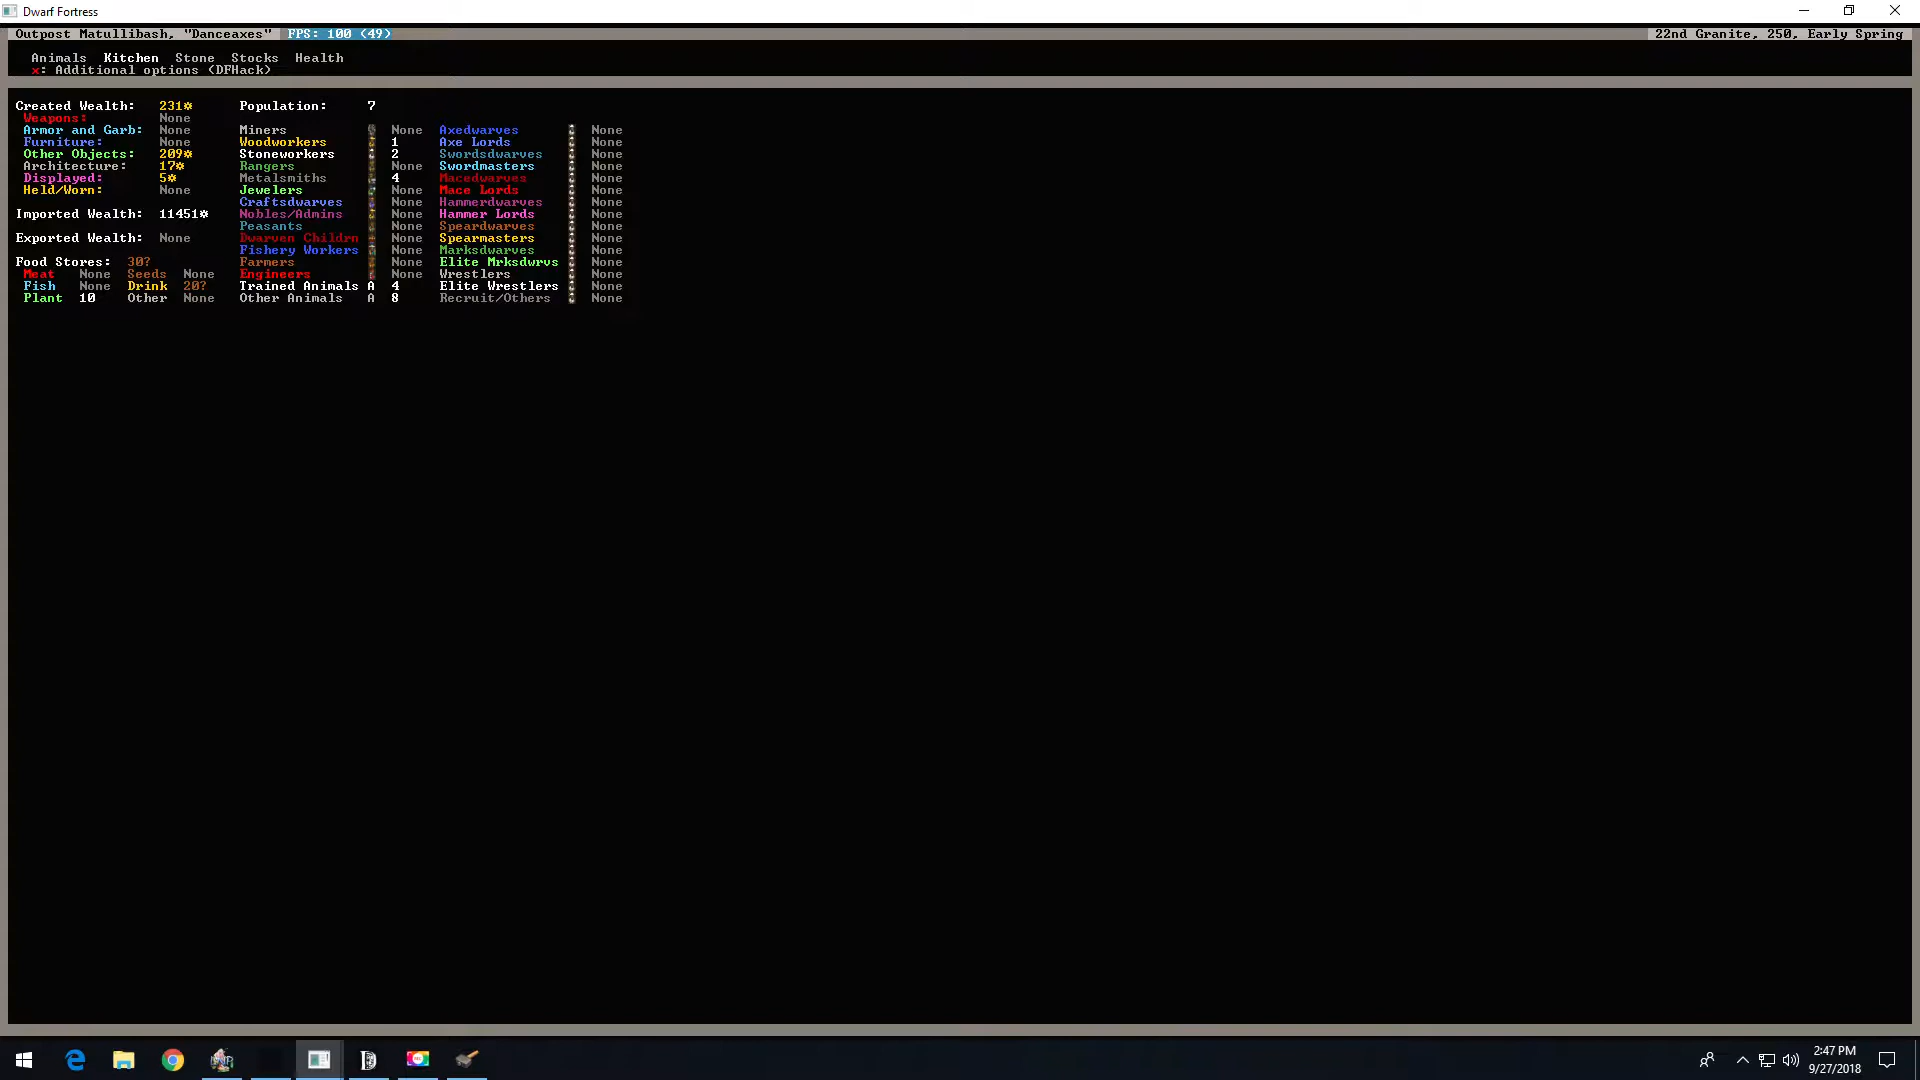 Dwarf Fortress
Outpost Matullibash, "Danceaxes" FPS: 100 (49) 22nd Granite, 250, Early Spring
Animals Kitchen Stone Stocks Health
x: Additional options (DFHack)
Created Wealth: 231☼ Population: 7
Weapons: None
Armor and Garb: None Miners None Axedwarves None
Furniture: None Woodworkers 1 Axe Lords None
Other Objects: 209☼ Stoneworkers 2 Swordsdwarves None
Architecture: 17☼ Rangers None Swordmasters None
Displayed: 5☼ Metalsmiths 4 Macedwarves None
Held/Worn: None Jewelers None Mace Lords None
Craftsdwarves None Hammerdwarves None
Imported Wealth: 11451☼ Nobles/Admins None Hammer Lords None
Peasants None Speardwarves None
Exported Wealth: None Dwarven Childrn None Spearmasters None
Fishery Workers None Marksdwarves None
Food Stores: 30? Farmers None Elite Mrksdwrvs None
Meat None Seeds None Engineers None Wrestlers None
Fish None Drink 20? Trained Animals A 4 Elite Wrestlers None
Plant 10 Other None Other Animals A 8 Recruit/Others None
2:47 PM
9/27/2018